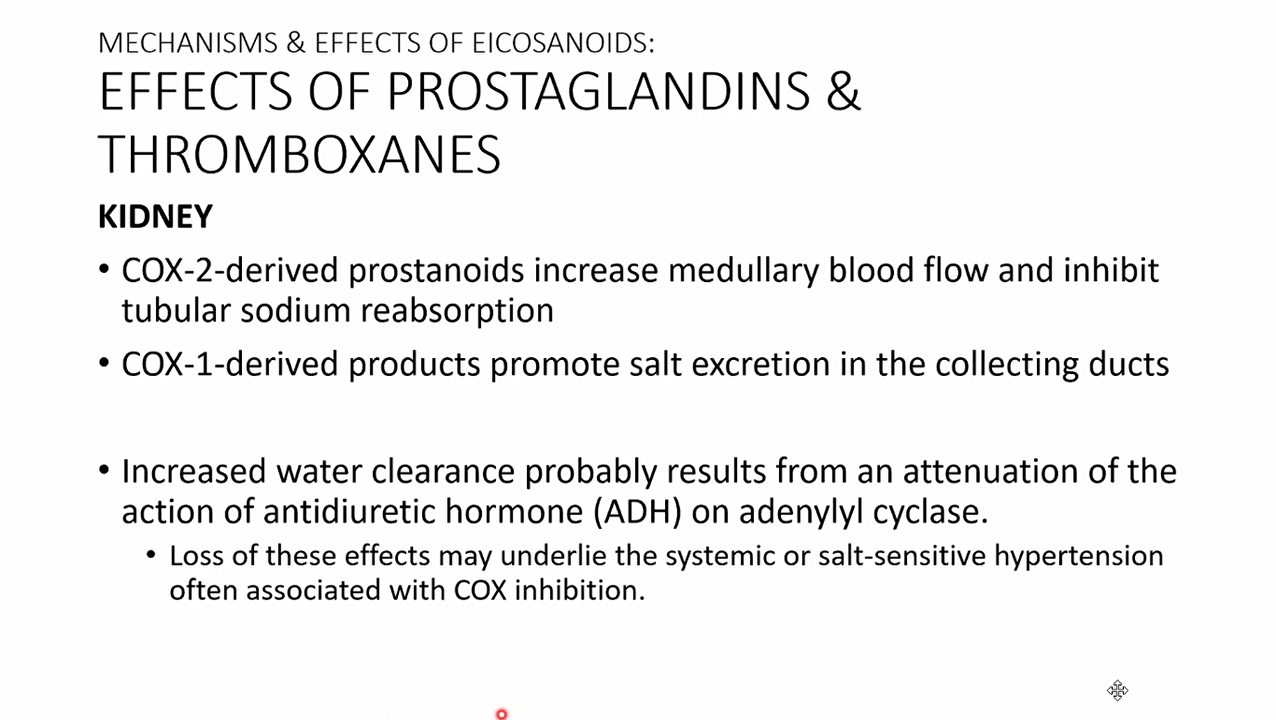 MECHANISMS & EFFECTS OF EICOSANOIDS:
EFFECTS OF PROSTAGLANDINS &
THROMBOXANES
KIDNEY
• COX-2-derived prostanoids increase medullary blood flow and inhibit
tubular sodium reabsorption
• COX-1-derived products promote salt excretion in the collecting ducts
• Increased water clearance probably results from an attenuation of the
action of antidiuretic hormone (ADH) on adenylyl cyclase.
• Loss of these effects may underlie the systemic or salt-sensitive hypertension
often associated with COX inhibition.